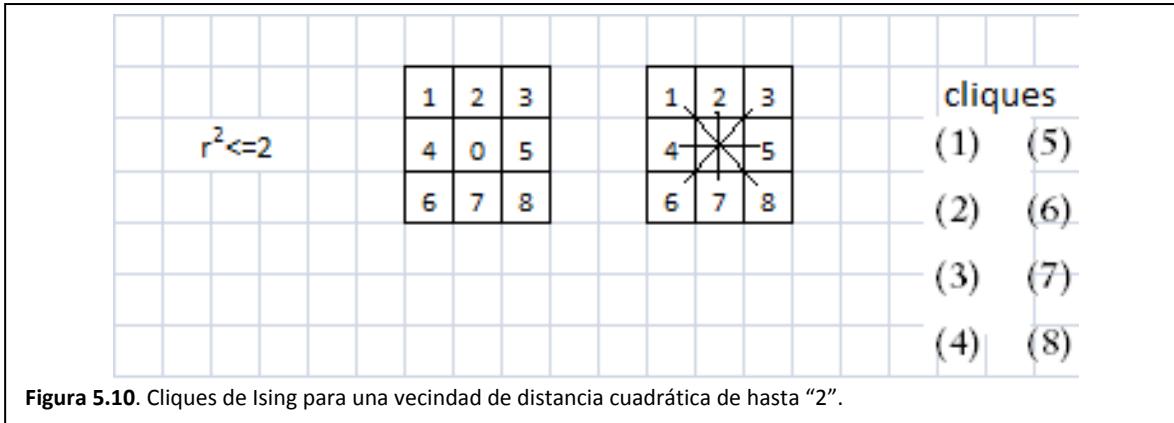 r²<=2
1 2 3
4 0 5
6 7 8
1 2 3
4 5
6 7 8
cliques
(1) (5)
(2) (6)
(3) (7)
(4) (8)
Figura 5.10. Cliques de Ising para una vecindad de distancia cuadrática de hasta “2”.